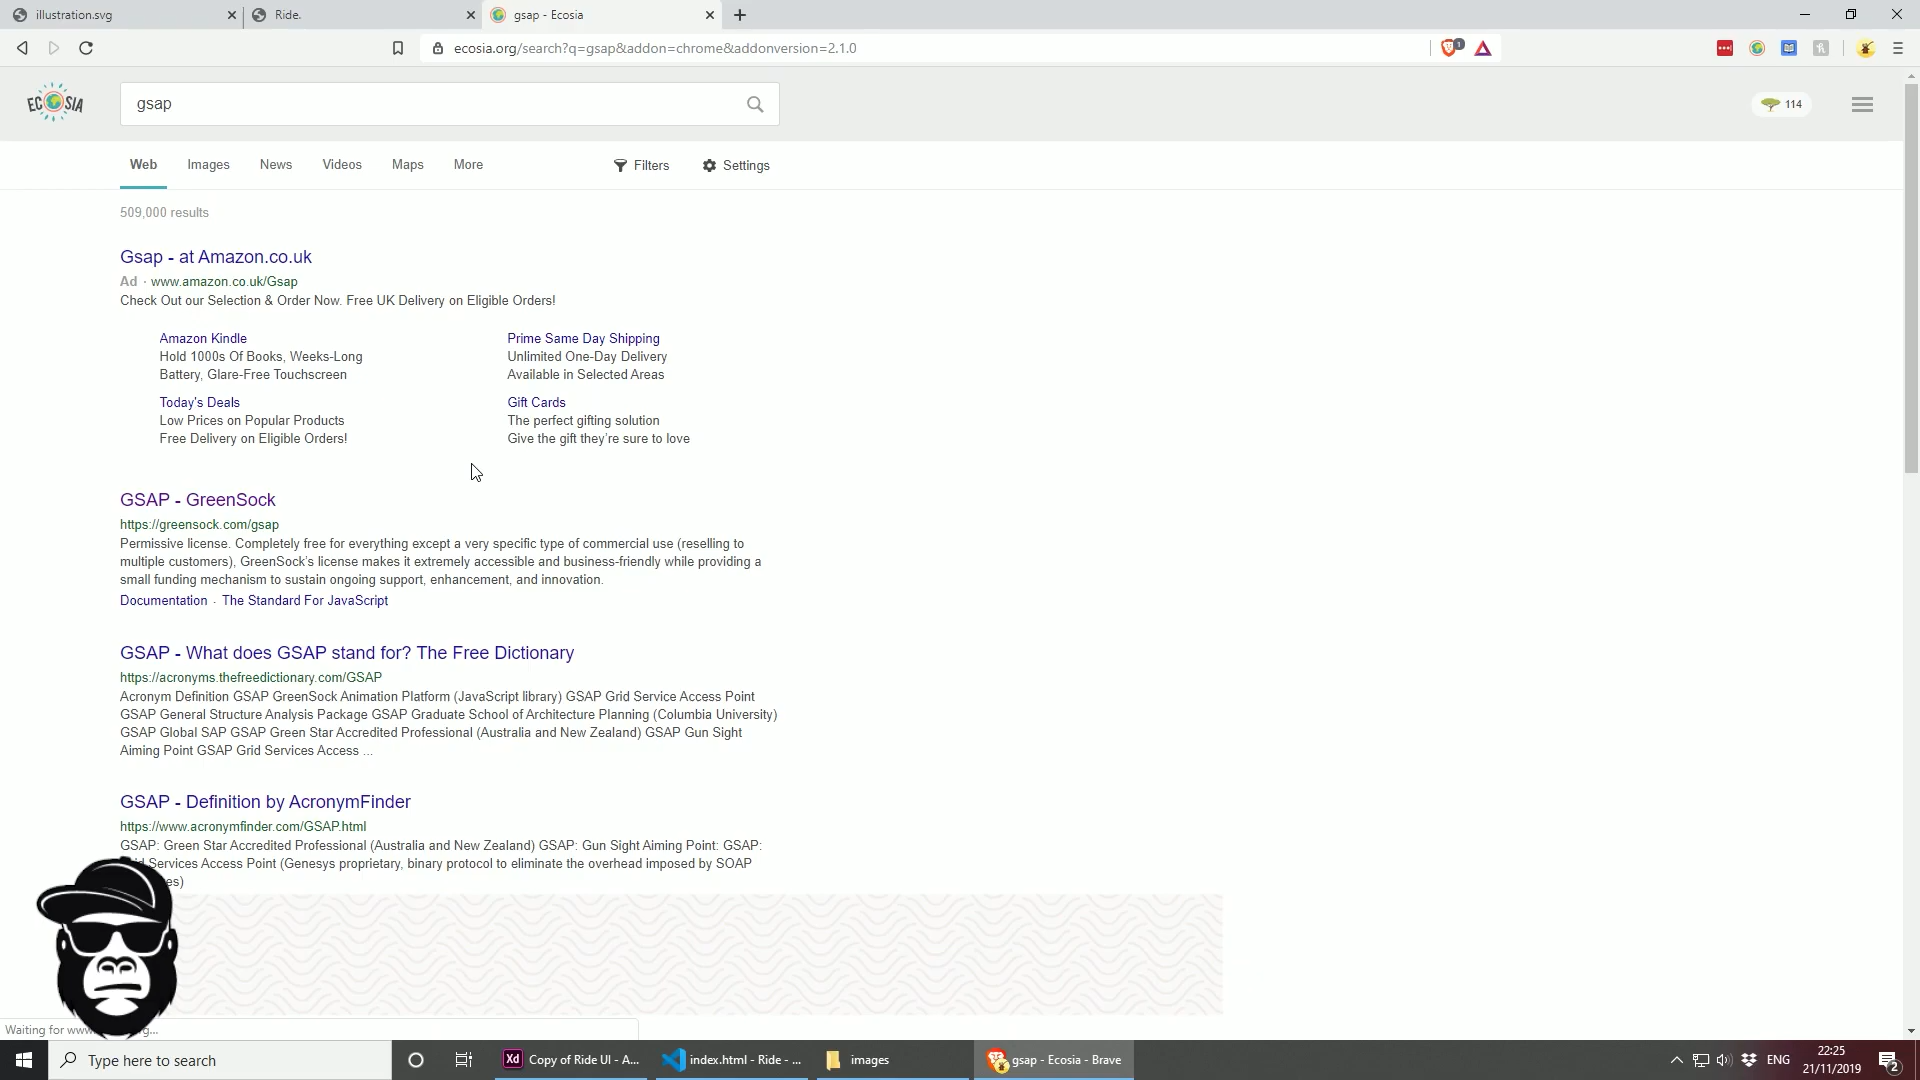 illustration.svg
Ride.
gsap - Ecosia
ecosia.org/search?q=gsap&addon=chrome&addonversion=2.1.0
1
ECOSIA
gsap
114
Web
Images
News
Videos
Maps
More
Filters
Settings
509,000 results
Gsap - at Amazon.co.uk
Ad · www.amazon.co.uk/Gsap
Check Out our Selection & Order Now. Free UK Delivery on Eligible Orders!
Amazon Kindle
Hold 1000s Of Books, Weeks-Long
Battery, Glare-Free Touchscreen
Prime Same Day Shipping
Unlimited One-Day Delivery
Available in Selected Areas
Today's Deals
Low Prices on Popular Products
Free Delivery on Eligible Orders!
Gift Cards
The perfect gifting solution
Give the gift they're sure to love
GSAP - GreenSock
https://greensock.com/gsap
Permissive license. Completely free for everything except a very specific type of commercial use (reselling to
multiple customers), GreenSock's license makes it extremely accessible and business-friendly while providing a
small funding mechanism to sustain ongoing support, enhancement, and innovation.
Documentation · The Standard For JavaScript
GSAP - What does GSAP stand for? The Free Dictionary
https://acronyms.thefreedictionary.com/GSAP
Acronym Definition GSAP GreenSock Animation Platform (JavaScript library) GSAP Grid Service Access Point
GSAP General Structure Analysis Package GSAP Graduate School of Architecture Planning (Columbia University)
GSAP Global SAP GSAP Green Star Accredited Professional (Australia and New Zealand) GSAP Gun Sight
Aiming Point GSAP Grid Services Access ...
GSAP - Definition by AcronymFinder
https://www.acronymfinder.com/GSAP.html
GSAP: Green Star Accredited Professional (Australia and New Zealand) GSAP: Gun Sight Aiming Point: GSAP:
Services Access Point (Genesys proprietary, binary protocol to eliminate the overhead imposed by SOAP
Waiting for
Type here to search
Xd
Copy of Ride UI - A...
index.html - Ride - ...
images
gsap - Ecosia - Brave
ENG
22:25
21/11/2019
2